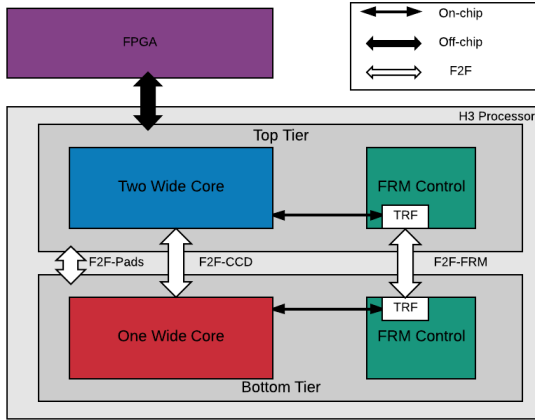 FPGA
On-chip
Off-chip
F2F
H3 Processor
Top Tier
Two Wide Core
FRM Control
TRF
F2F-Pads
F2F-CCD
F2F-FRM
TRF
One Wide Core
FRM Control
Bottom Tier